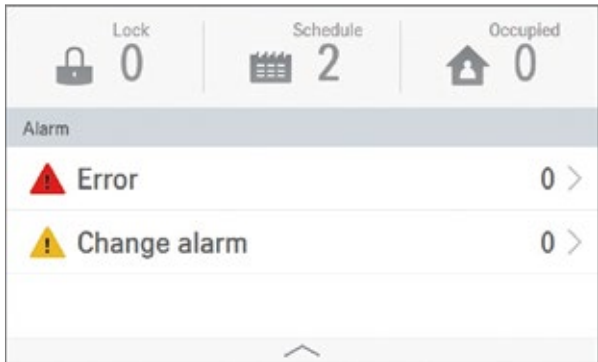 Lock
0
Schedule
2
Occupied
0
Alarm
Error 0
Change alarm 0